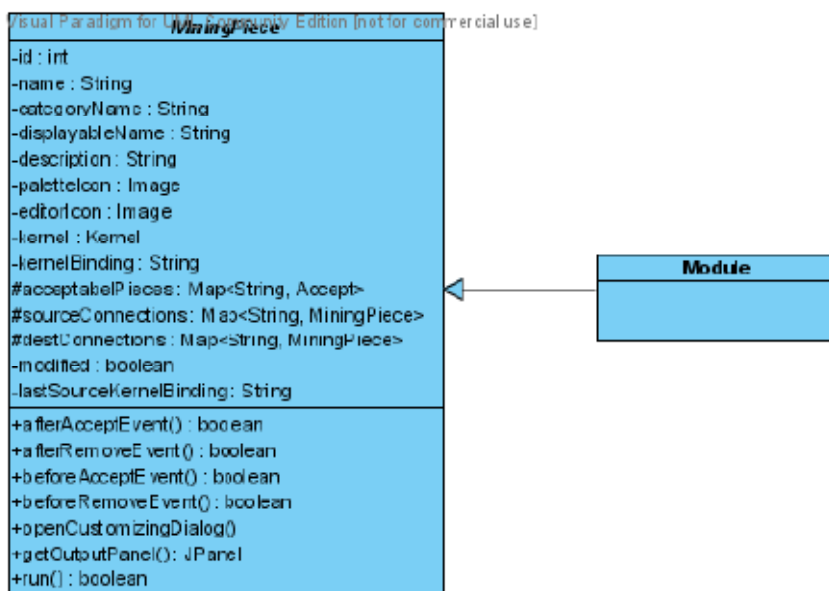 Visual Paradigm for UML Community Edition [not for commercial use]
MiningPiece
-id : int
-name : String
-categoryName : String
-displayableName : String
-description : String
-paletteIcon : Image
-editorIcon : Image
-kernel : Kernel
-kernelBinding : String
#acceptabelPieces : Map<String, Accept>
#sourceConnections : Map<String, MiningPiece>
#destConnections : Map<String, MiningPiece>
-modified : boolean
-lastSourceKernelBinding : String
+afterAcceptEvent() : boolean
+afterRemoveEvent() : boolean
+beforeAcceptEvent() : boolean
+beforeRemoveEvent() : boolean
+openCustomizingDialog()
+getOutputPanel() : JPanel
+run() : boolean
Module